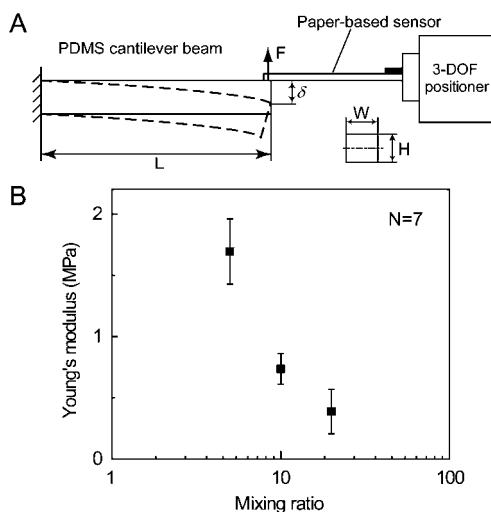 A
PDMS cantilever beam
F
Paper-based sensor
3-DOF
positioner
δ
W
H
L
B
N=7
2
1
0
Young's modulus (MPa)
1
10
100
Mixing ratio